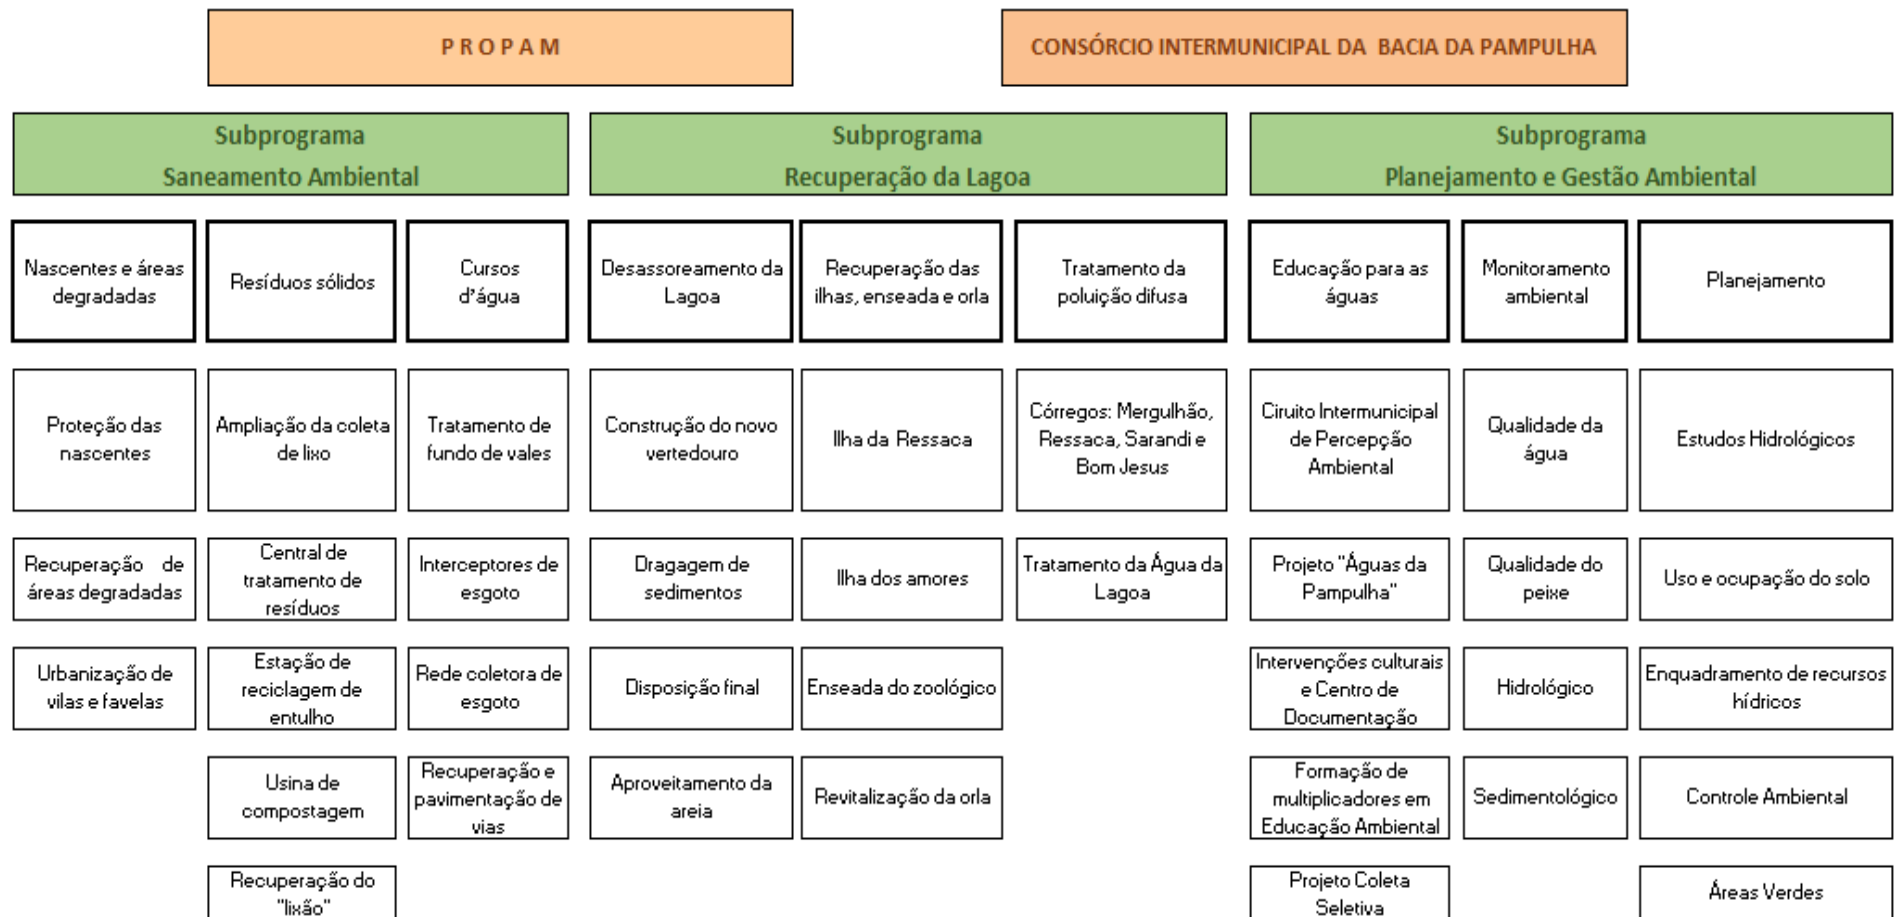 P R O P A M
CONSÓRCIO INTERMUNICIPAL DA BACIA DA PAMPULHA
Subprograma
Saneamento Ambiental
Subprograma
Recuperação da Lagoa
Subprograma
Planejamento e Gestão Ambiental
Nascentes e áreas
degradadas
Resíduos sólidos
Cursos
d'água
Desassoreamento da
Lagoa
Recuperação das
ilhas, enseada e orla
Tratamento da
poluição difusa
Educação para as
águas
Monitoramento
ambiental
Planejamento
Proteção das
nascentes
Ampliação da coleta
de lixo
Tratamento de
fundo de vales
Construção do novo
vertedouro
Ilha da Ressaca
Córregos: Mergulhão,
Ressaca, Sarandi e
Bom Jesus
Ciruito Intermunicipal
de Percepção
Ambiental
Qualidade da
água
Estudos Hidrológicos
Recuperação de
áreas degradadas
Central de
tratamento de
resíduos
Interceptores de
esgoto
Dragagem de
sedimentos
Ilha dos amores
Tratamento da Água da
Lagoa
Projeto "Águas da
Pampulha"
Qualidade do
peixe
Uso e ocupação do solo
Urbanização de
vilas e favelas
Estação de
reciclagem de
entulho
Rede coletora de
esgoto
Disposição final
Enseada do zoológico
Intervenções culturais
e Centro de
Documentação
Hidrológico
Enquadramento de recursos
hídricos
Usina de
compostagem
Recuperação e
pavimentação de
vias
Aproveitamento da
areia
Revitalização da orla
Formação de
multiplicadores em
Educação Ambiental
Sedimentológico
Controle Ambiental
Recuperação do
"lixão"
Projeto Coleta
Seletiva
Áreas Verdes